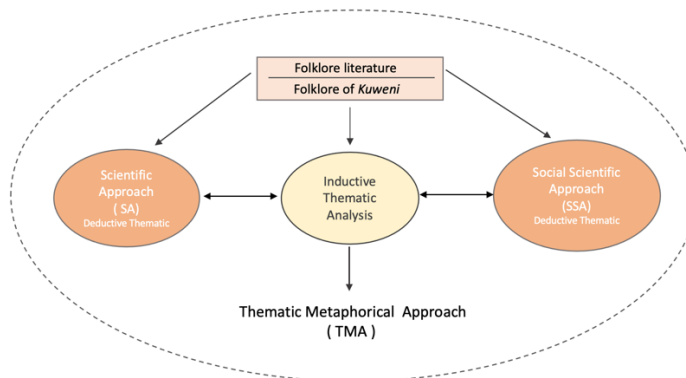 Folklore literature
Folklore of Kuweni
Scientific
Approach
( SA)
Deductive Thematic
Inductive
Thematic
Analysis
Social Scientific
Approach
(SSA)
Deductive Thematic
Thematic Metaphorical Approach
( TMA )